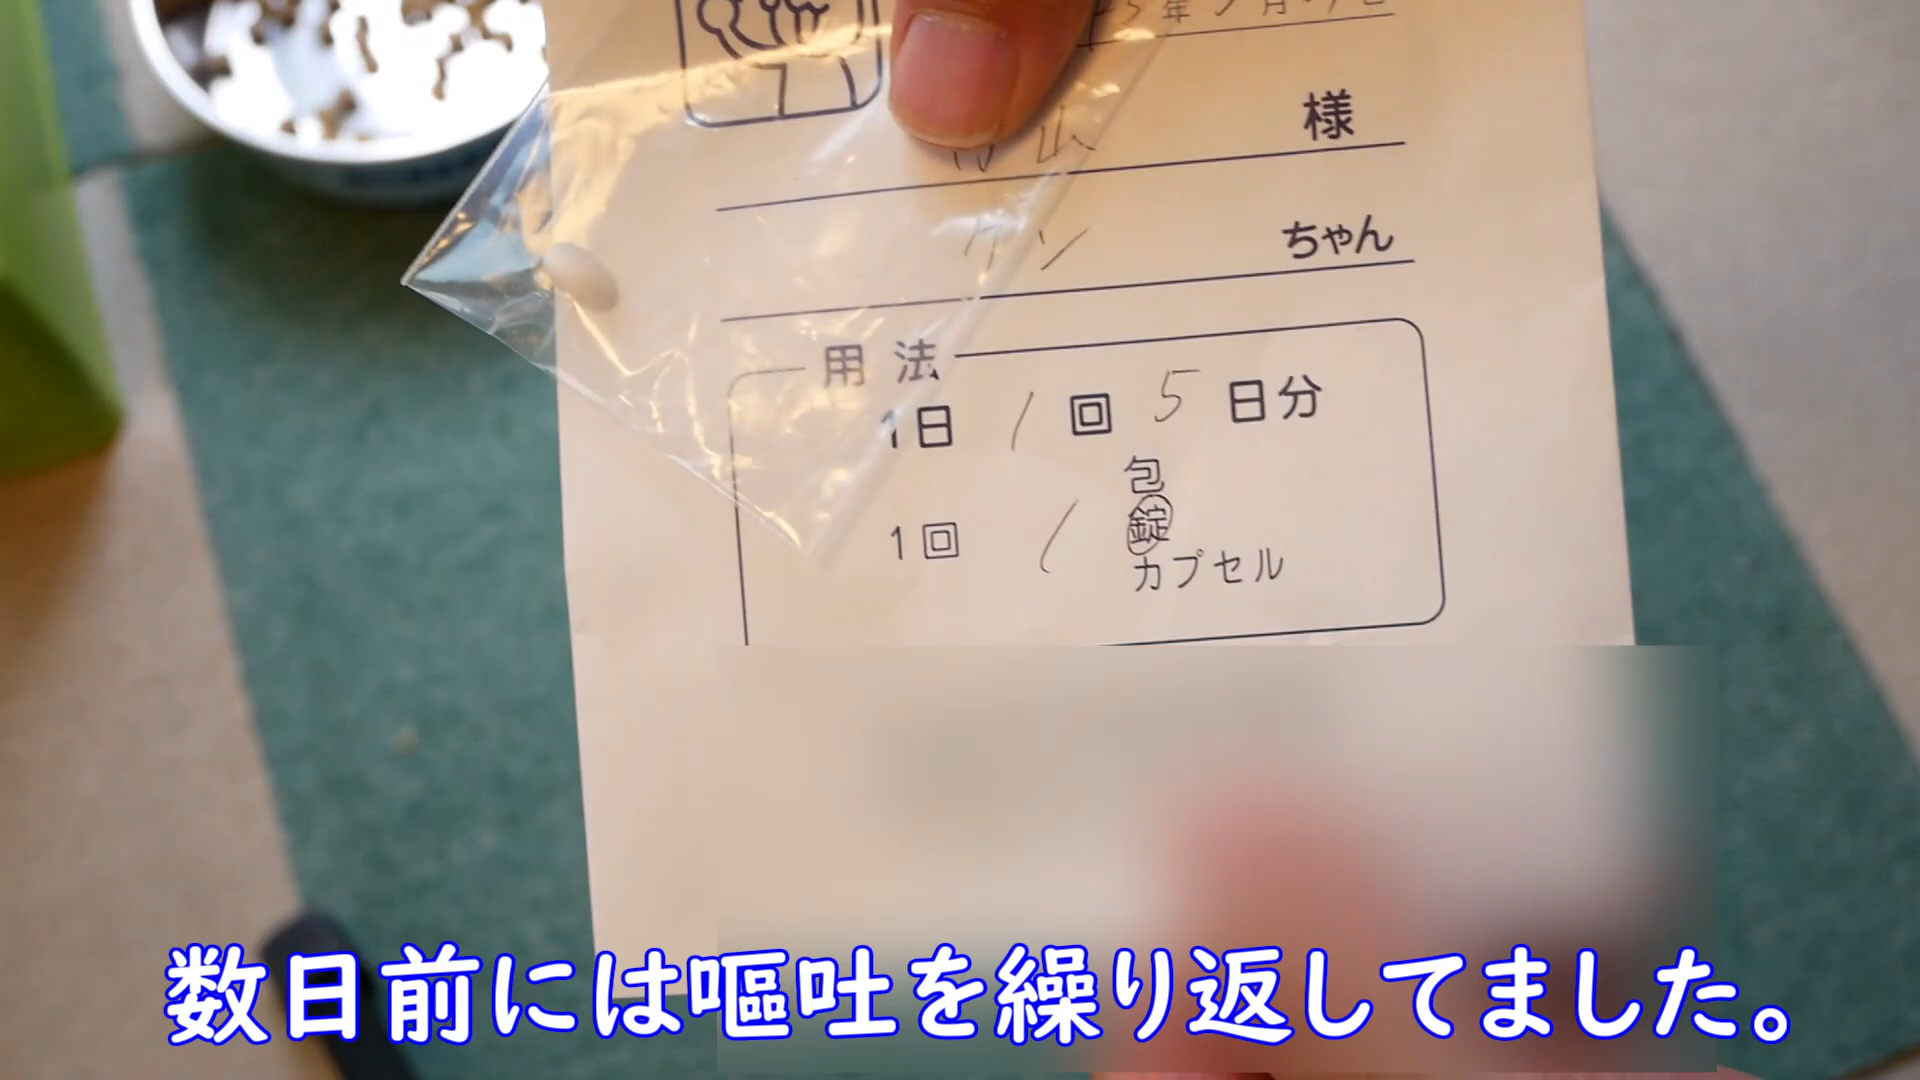 様
ン ちゃん
用法
1日 1 回 5 日分
包
1回 1 錠
カプセル
数日前には嘔吐を繰り返してました。